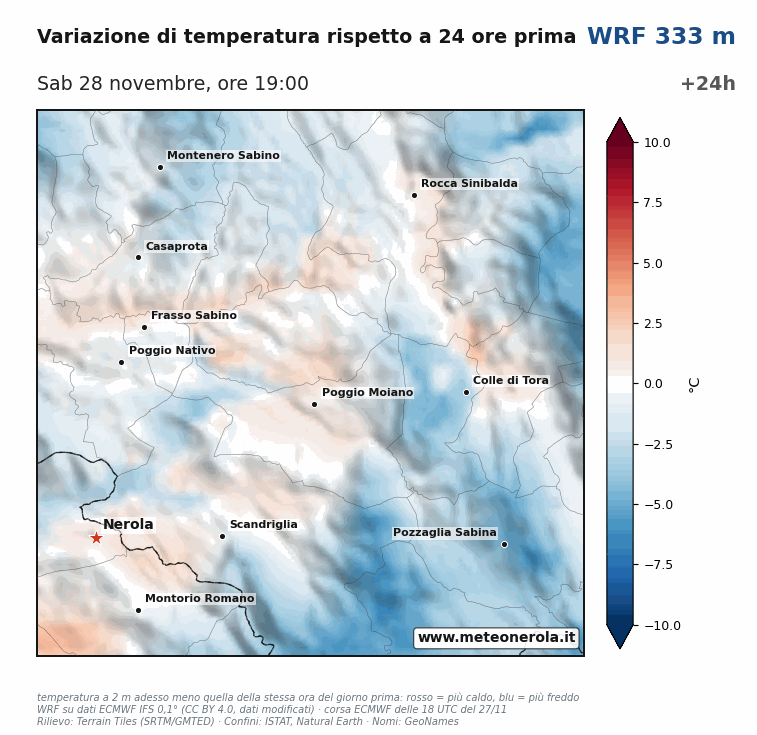 Variazione di temperatura rispetto a 24 ore prima WRF 333 m
Sab 28 novembre, ore 19:00 +24h
Montenero Sabino
Rocca Sinibalda
Casaprota
Frasso Sabino
Poggio Nativo
Colle di Tora
Poggio Moiano
Nerola
Scandriglia
Pozzaglia Sabina
Montorio Romano
www.meteonerola.it
10.0
7.5
5.0
2.5
0.0
−2.5
−5.0
−7.5
−10.0
°C
temperatura a 2 m adesso meno quella della stessa ora del giorno prima: rosso = più caldo, blu = più freddo
WRF su dati ECMWF IFS 0,1° (CC BY 4.0, dati modificati) · corsa ECMWF delle 18 UTC del 27/11
Rilievo: Terrain Tiles (SRTM/GMTED) · Confini: ISTAT, Natural Earth · Nomi: GeoNames